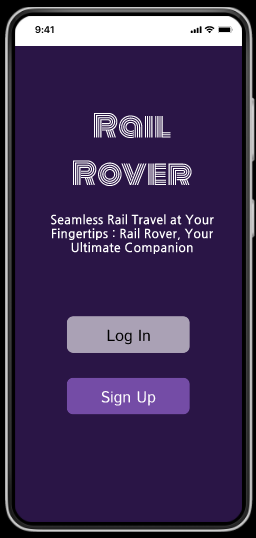 9:41
Rail
Rover
Seamless Rail Travel at Your
Fingertips : Rail Rover, Your
Ultimate Companion
Log In
Sign Up